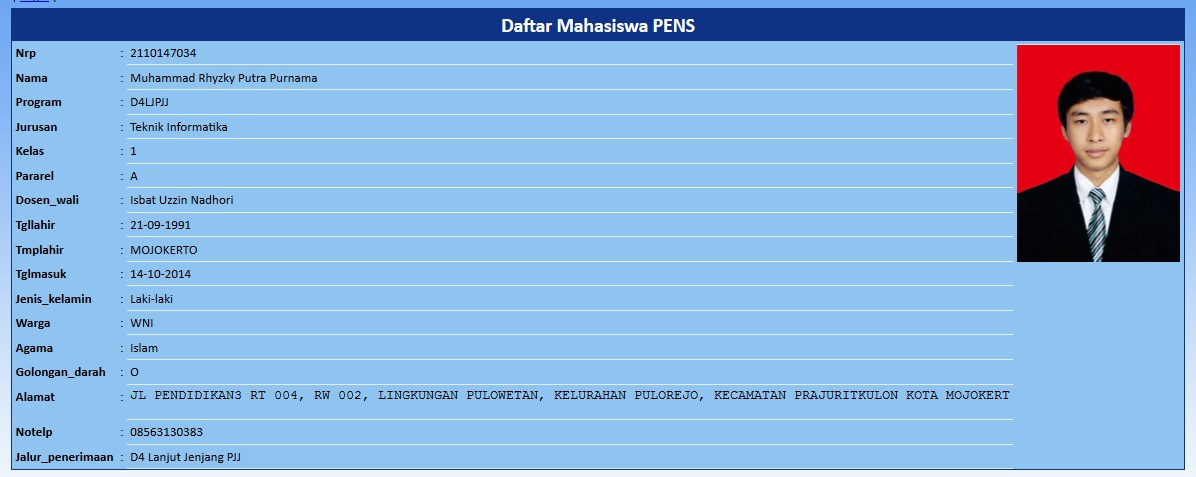 Daftar Mahasiswa PENS
Nrp : 2110147034
Nama : Muhammad Rhyzky Putra Purnama
Program : D4LJPJJ
Jurusan : Teknik Informatika
Kelas : 1
Pararel : A
Dosen_wali : Isbat Uzzin Nadhori
Tgllahir : 21-09-1991
Tmplahir : MOJOKERTO
Tglmasuk : 14-10-2014
Jenis_kelamin : Laki-laki
Warga : WNI
Agama : Islam
Golongan_darah : O
Alamat : JL PENDIDIKAN3 RT 004, RW 002, LINGKUNGAN PULOWETAN, KELURAHAN PULOREJO, KECAMATAN PRAJURITKULON KOTA MOJOKERT
Notelp : 08563130383
Jalur_penerimaan : D4 Lanjut Jenjang PJJ